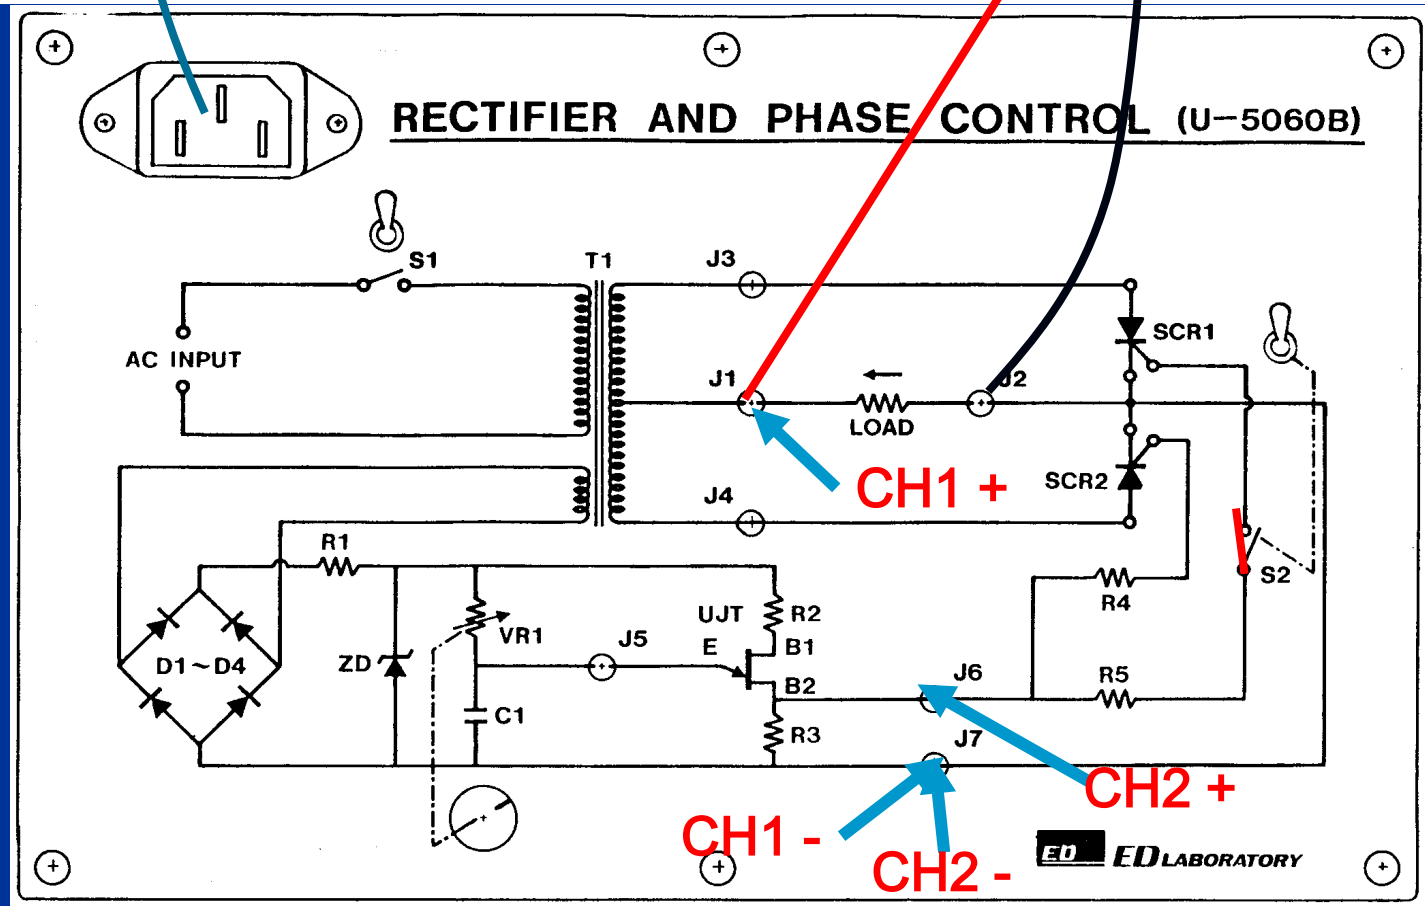 RECTIFIER AND PHASE CONTROL (U-5060B)
S1
T1
J3
SCR1
AC INPUT
J1
J2
LOAD
CH1 +
SCR2
J4
R1
S2
R4
UJT
R2
VR1
J5
E
B1
ZD
D1~D4
B2
J6
R5
C1
R3
J7
CH2 +
CH1 -
CH2 -
ED ED LABORATORY